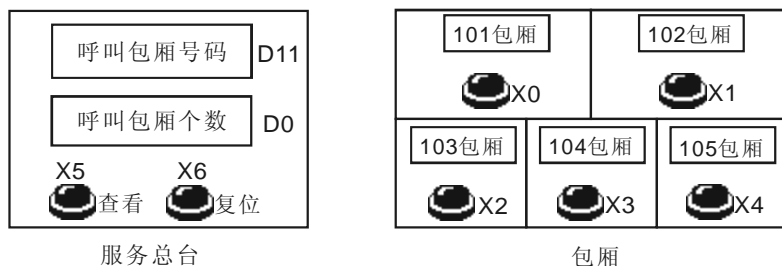 呼叫包厢号码 D11
呼叫包厢个数 D0
X5 X6
查看 复位
服务总台
101包厢 102包厢
X0 X1
103包厢 104包厢 105包厢
X2 X3 X4
包厢